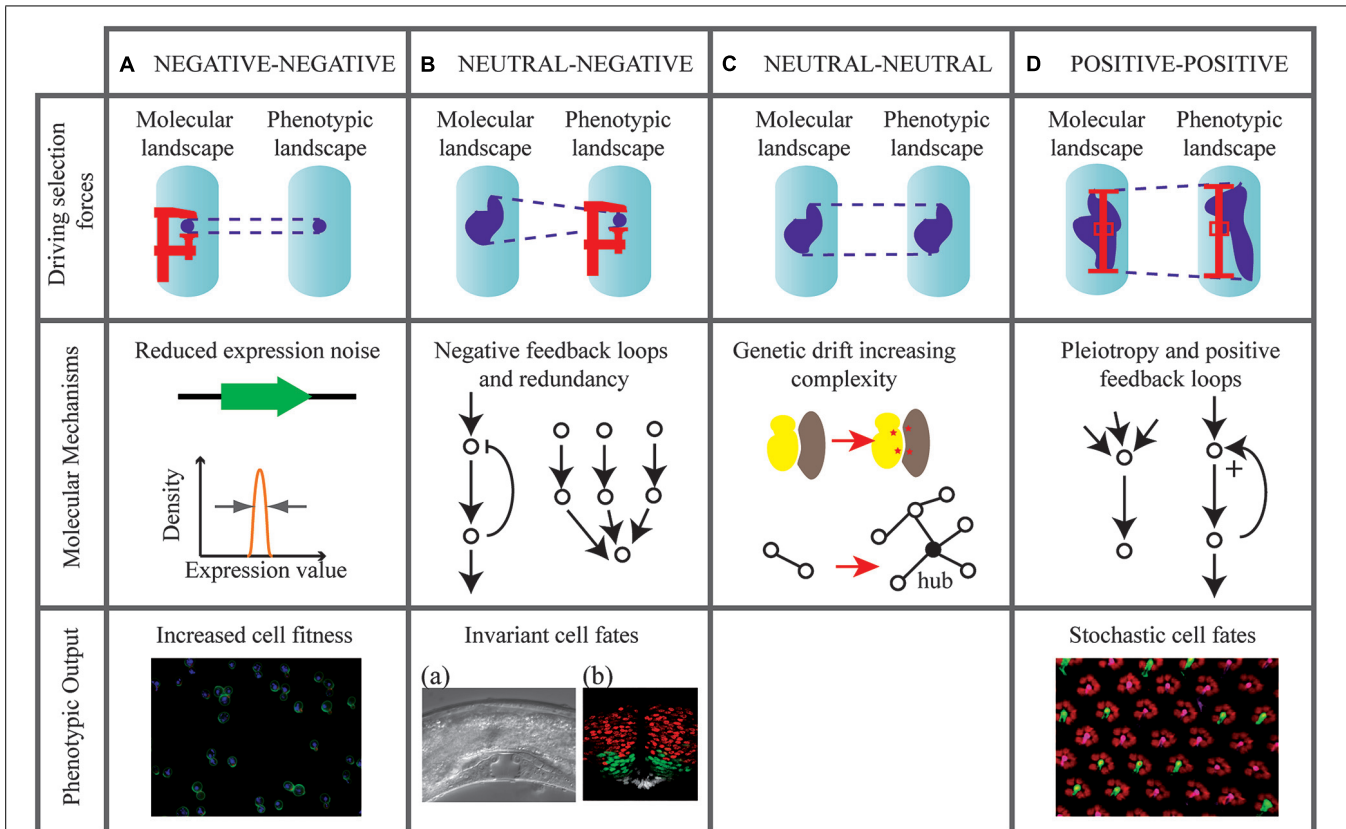 A NEGATIVE-NEGATIVE
B NEUTRAL-NEGATIVE
C NEUTRAL-NEUTRAL
D POSITIVE-POSITIVE
Driving selection
forces
Molecular
landscape
Phenotypic
landscape
Molecular
landscape
Phenotypic
landscape
Molecular
landscape
Phenotypic
landscape
Molecular
landscape
Phenotypic
landscape
Molecular Mechanisms
Reduced expression noise
Density
Expression value
Negative feedback loops
and redundancy
Genetic drift increasing
complexity
hub
Pleiotropy and positive
feedback loops
+
Phenotypic Output
Increased cell fitness
Invariant cell fates
(a)
(b)
Stochastic cell fates